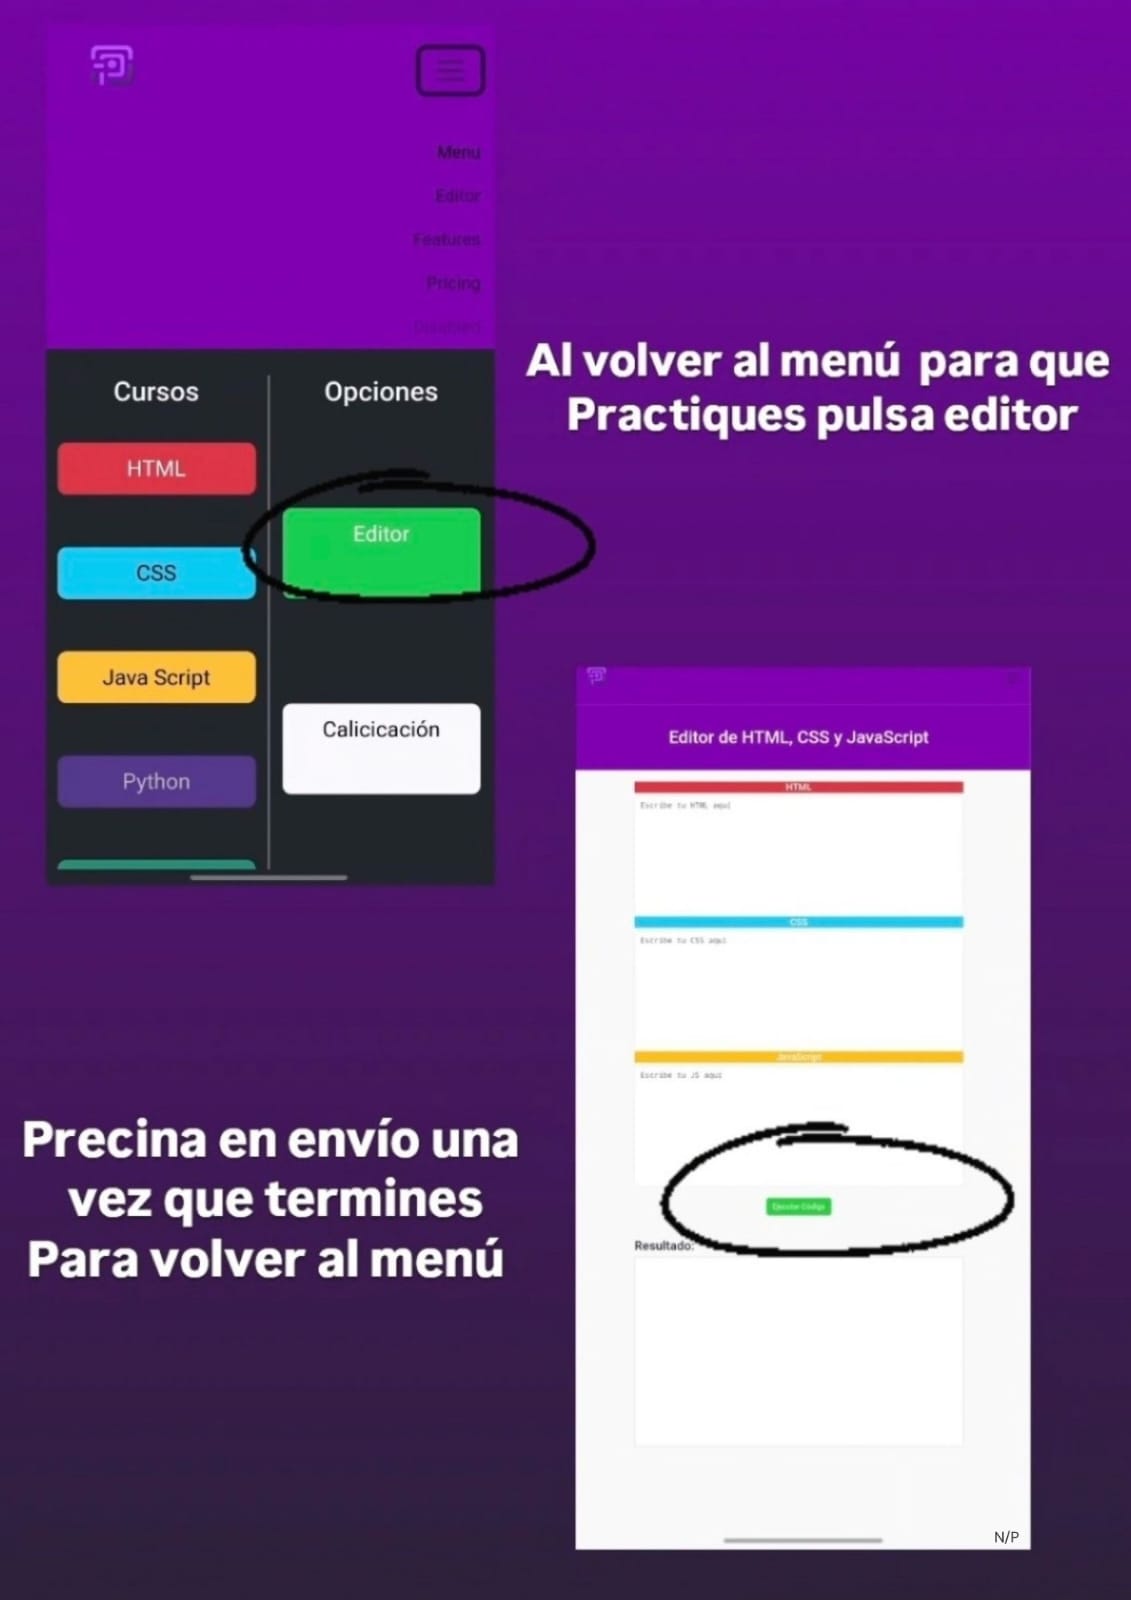 Menu
Editor
Features
Pricing
Disabled
Cursos
Opciones
HTML
Editor
CSS
Java Script
Calicicación
Python
Al volver al menú para que
Practiques pulsa editor
Editor de HTML, CSS y JavaScript
HTML
Escribe tu HTML aquí
CSS
Escribe tu CSS aquí
JavaScript
Escribe tu JS aquí
Ejecutar Código
Resultado:
N/P
Precina en envío una
vez que termines
Para volver al menú